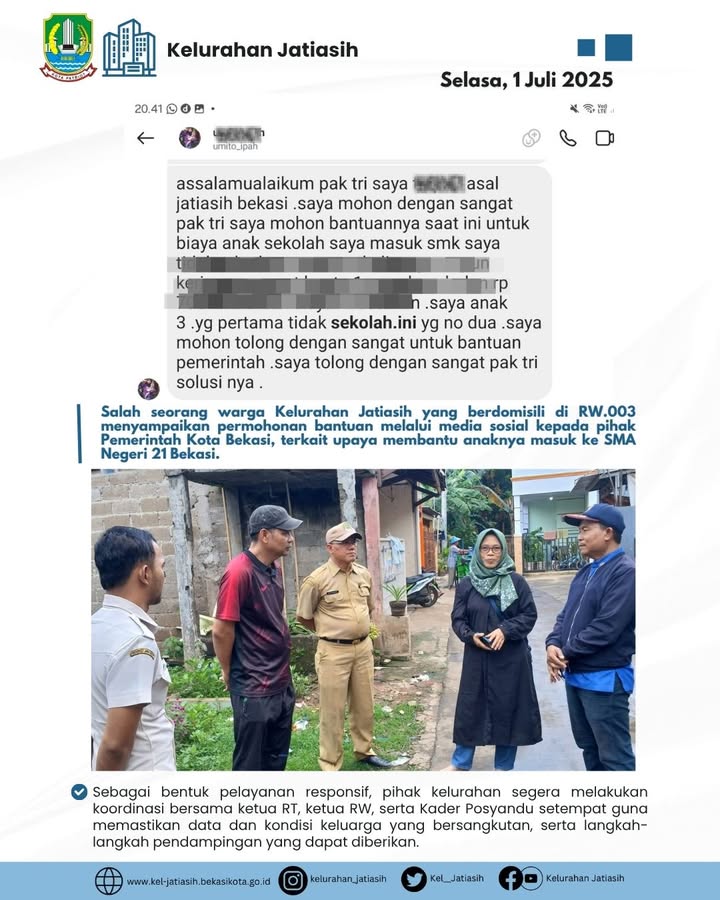 KOTA PATRIOT
Kelurahan Jatiasih
Selasa, 1 Juli 2025
20.41
umito_ipah
assalamualaikum pak tri saya asal
jatiasih bekasi .saya mohon dengan sangat
pak tri saya mohon bantuannya saat ini untuk
biaya anak sekolah saya masuk smk saya
rp
.saya anak
3 .yg pertama tidak sekolah.ini yg no dua .saya
mohon tolong dengan sangat untuk bantuan
pemerintah .saya tolong dengan sangat pak tri
solusi nya .
Salah seorang warga Kelurahan Jatiasih yang berdomisili di RW.003
menyampaikan permohonan bantuan melalui media sosial kepada pihak
Pemerintah Kota Bekasi, terkait upaya membantu anaknya masuk ke SMA
Negeri 21 Bekasi.
Sebagai bentuk pelayanan responsif, pihak kelurahan segera melakukan
koordinasi bersama ketua RT, ketua RW, serta Kader Posyandu setempat guna
memastikan data dan kondisi keluarga yang bersangkutan, serta langkah-
langkah pendampingan yang dapat diberikan.
www.kel-jatiasih.bekasikota.go.id kelurahan_jatiasih Kel__Jatiasih Kelurahan Jatiasih